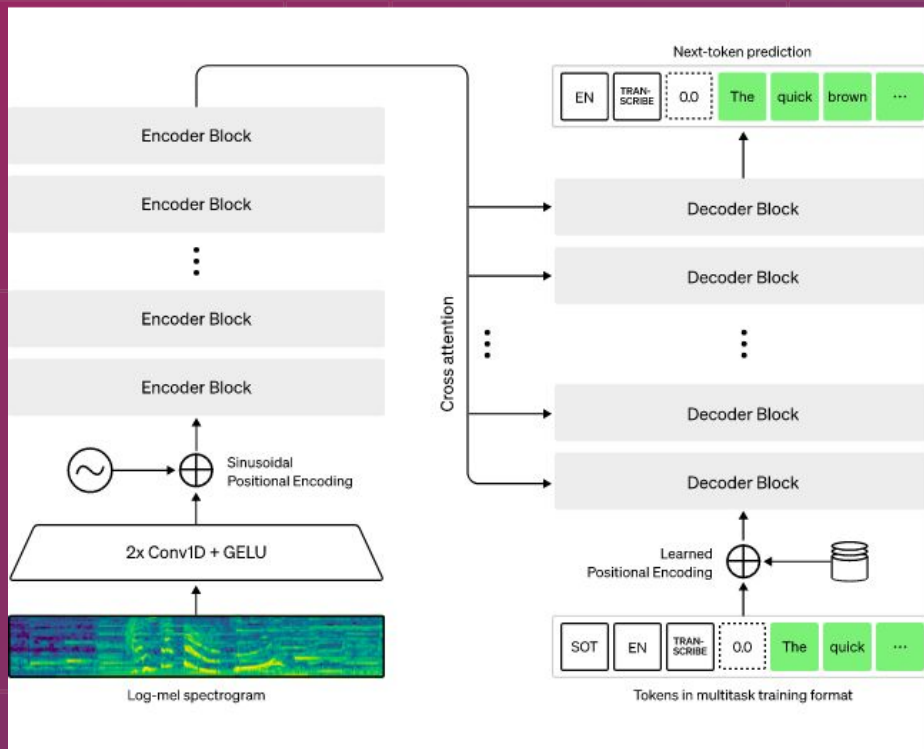 Encoder Block
Encoder Block
Encoder Block
Encoder Block
Sinusoidal
Positional Encoding
2x Conv1D + GELU
Log-mel spectrogram
Cross attention
Next-token prediction
EN TRAN-SCRIBE 0.0 The quick brown ...
Decoder Block
Decoder Block
Decoder Block
Decoder Block
Learned
Positional Encoding
SOT EN TRAN-SCRIBE 0.0 The quick ...
Tokens in multitask training format